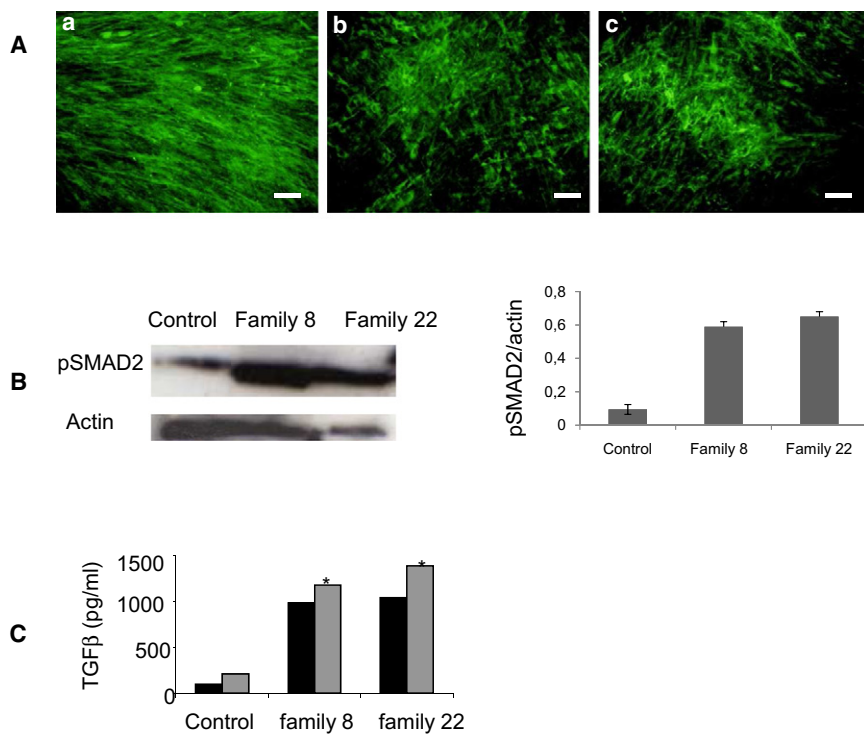 A
a
b
c
B
Control Family 8 Family 22
pSMAD2
Actin
pSMAD2/actin
0,8
0,6
0,4
0,2
0
Control Family 8 Family 22
C
TGFβ (pg/ml)
1500
1000
500
0
*
*
Control family 8 family 22